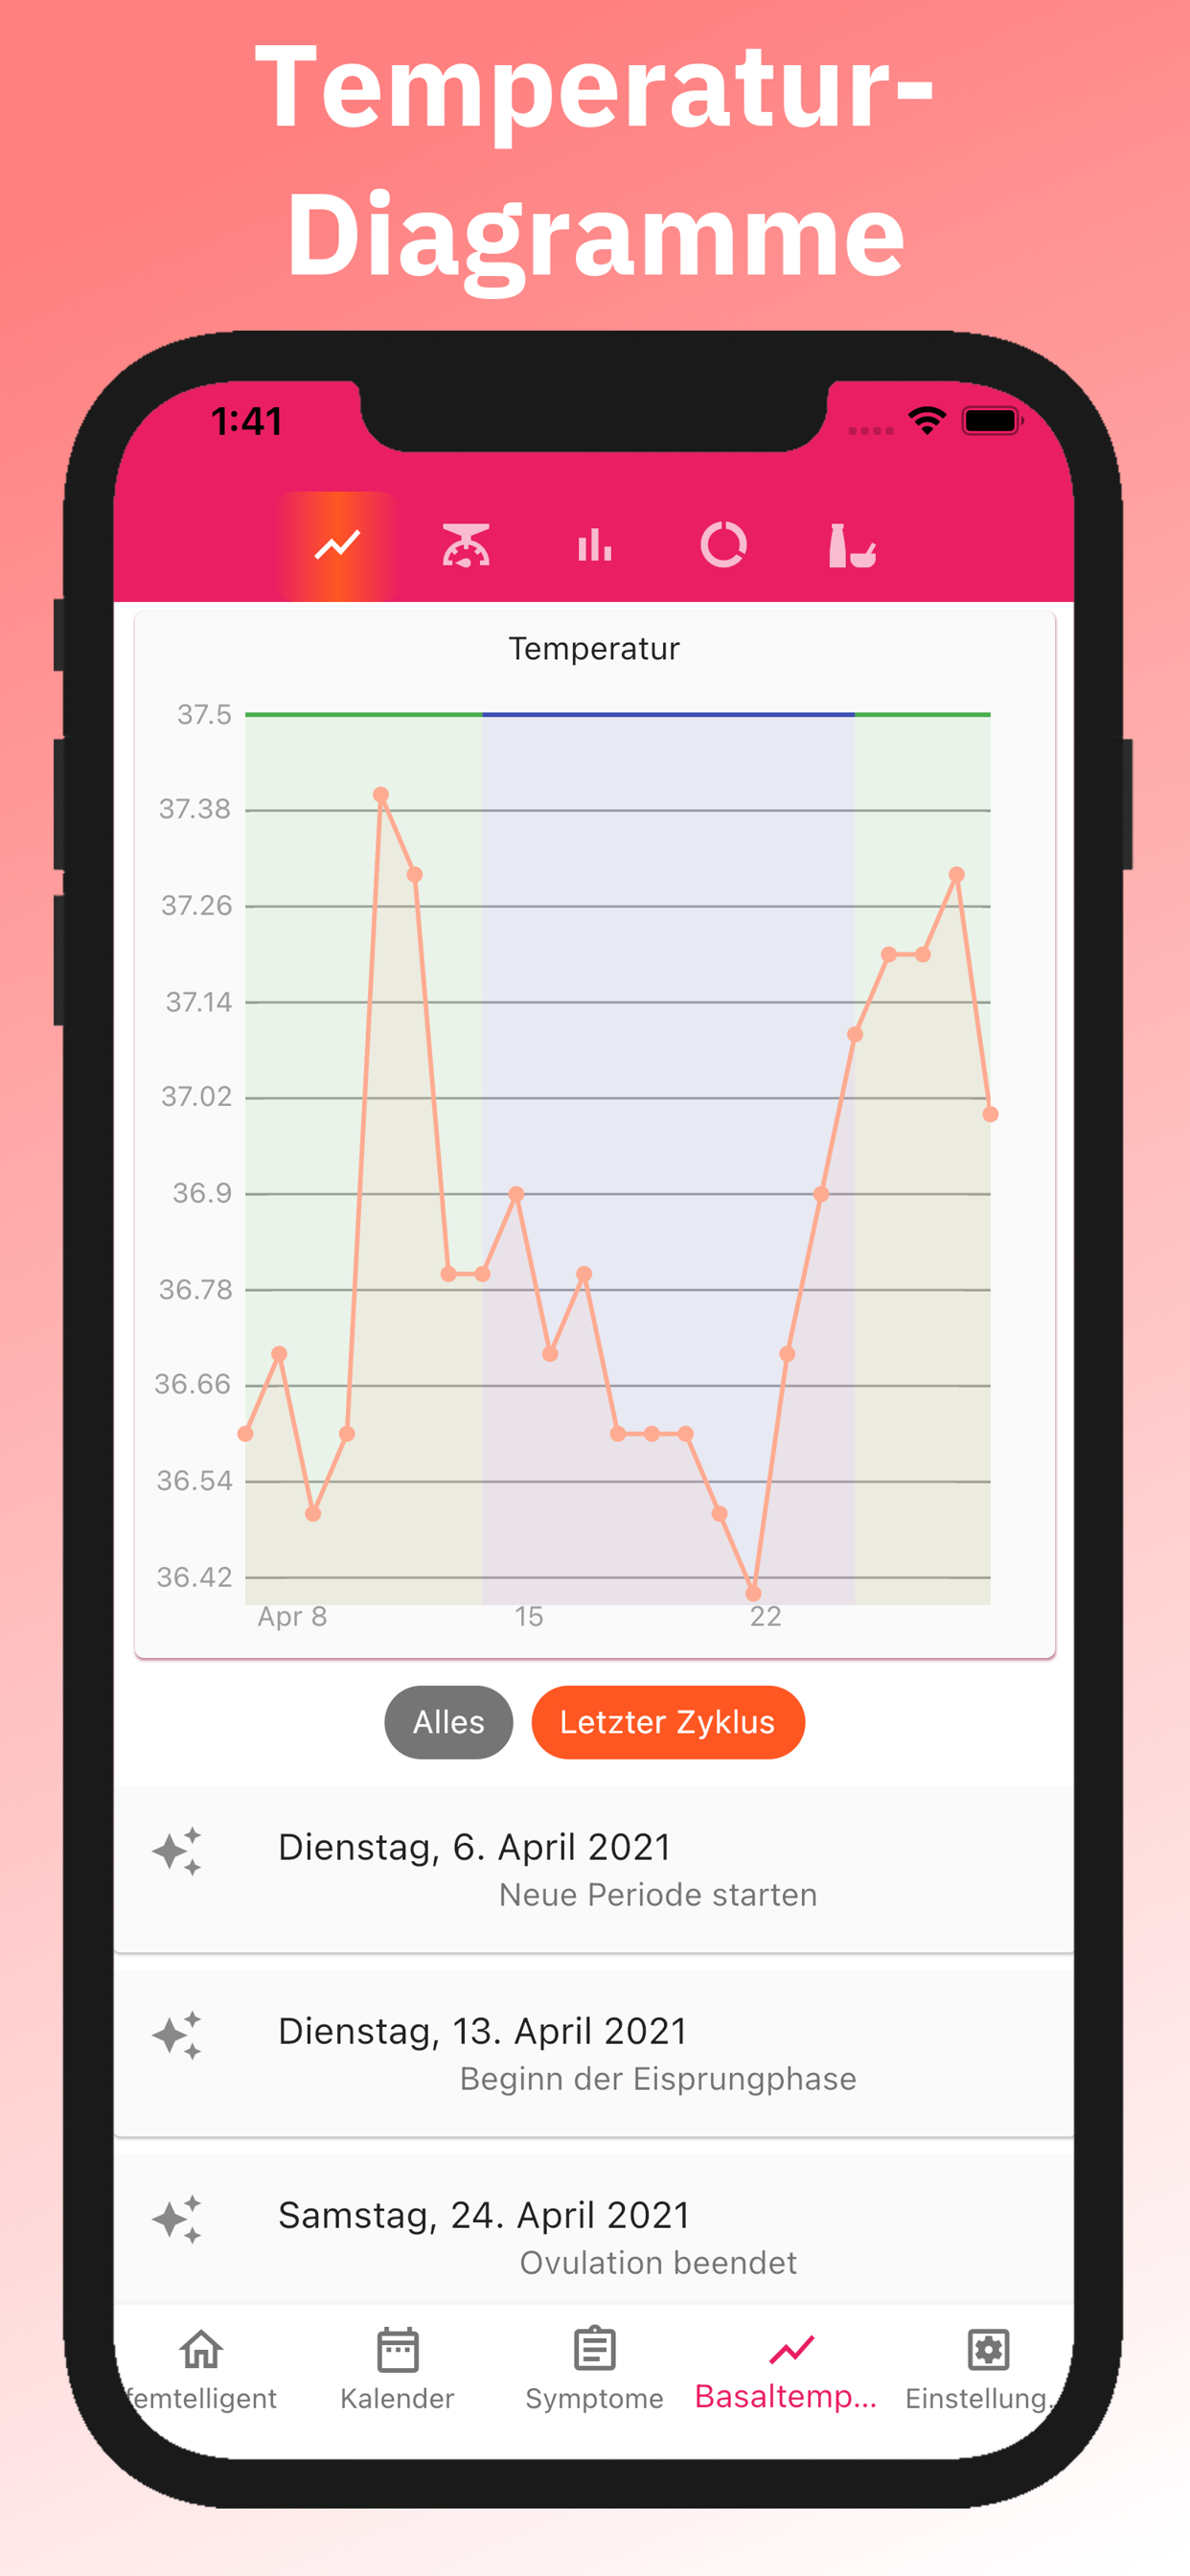 Temperatur-
Diagramme
1:41
Temperatur
37.5
37.38
37.26
37.14
37.02
36.9
36.78
36.66
36.54
36.42
Apr 8 15 22
Alles Letzter Zyklus
Dienstag, 6. April 2021
Neue Periode starten
Dienstag, 13. April 2021
Beginn der Eisprungphase
Samstag, 24. April 2021
Ovulation beendet
femtelligent Kalender Symptome Basaltemp... Einstellung.